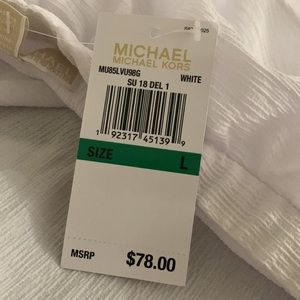 MICHAEL
MICHAEL KORS
MU85LVU98G WHITE
SU 18 DEL 1
1 92317 45139 9
SIZE L
MSRP $78.00